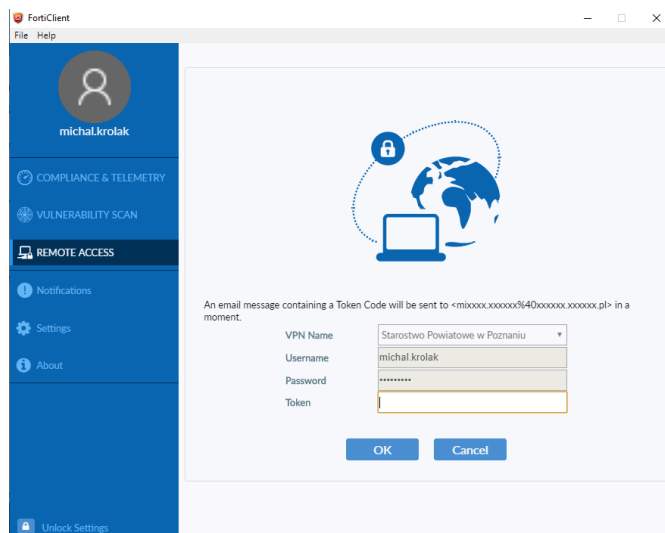 FortiClient
File Help
michal.krolak
COMPLIANCE & TELEMETRY
VULNERABILITY SCAN
REMOTE ACCESS
Notifications
Settings
About
Unlock Settings
An email message containing a Token Code will be sent to <mixxxx.xxxxxx%40xxxxxx.xxxxxx.pl> in a
moment.
VPN Name Starostwo Powiatowe w Poznaniu
Username michal.krolak
Password •••••••••
Token
OK Cancel